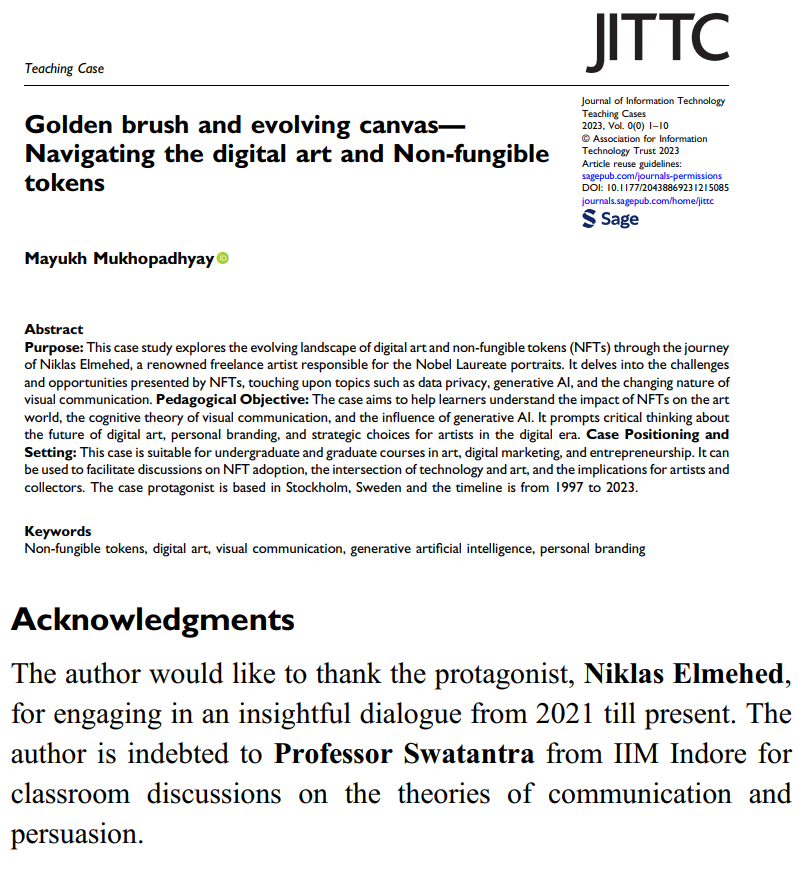 JITTC
Teaching Case
Golden brush and evolving canvas—
Navigating the digital art and Non-fungible
tokens
Journal of Information Technology
Teaching Cases
2023, Vol. 0(0) 1–10
© Association for Information
Technology Trust 2023
Article reuse guidelines:
sagepub.com/journals-permissions
DOI: 10.1177/20438869231215085
journals.sagepub.com/home/jittc
Sage
Mayukh Mukhopadhyay iD
Abstract
Purpose: This case study explores the evolving landscape of digital art and non-fungible tokens (NFTs) through the journey
of Niklas Elmehed, a renowned freelance artist responsible for the Nobel Laureate portraits. It delves into the challenges
and opportunities presented by NFTs, touching upon topics such as data privacy, generative AI, and the changing nature of
visual communication. Pedagogical Objective: The case aims to help learners understand the impact of NFTs on the art
world, the cognitive theory of visual communication, and the influence of generative AI. It prompts critical thinking about
the future of digital art, personal branding, and strategic choices for artists in the digital era. Case Positioning and
Setting: This case is suitable for undergraduate and graduate courses in art, digital marketing, and entrepreneurship. It can
be used to facilitate discussions on NFT adoption, the intersection of technology and art, and the implications for artists and
collectors. The case protagonist is based in Stockholm, Sweden and the timeline is from 1997 to 2023.
Keywords
Non-fungible tokens, digital art, visual communication, generative artificial intelligence, personal branding
Acknowledgments
The author would like to thank the protagonist, Niklas Elmehed,
for engaging in an insightful dialogue from 2021 till present. The
author is indebted to Professor Swatantra from IIM Indore for
classroom discussions on the theories of communication and
persuasion.